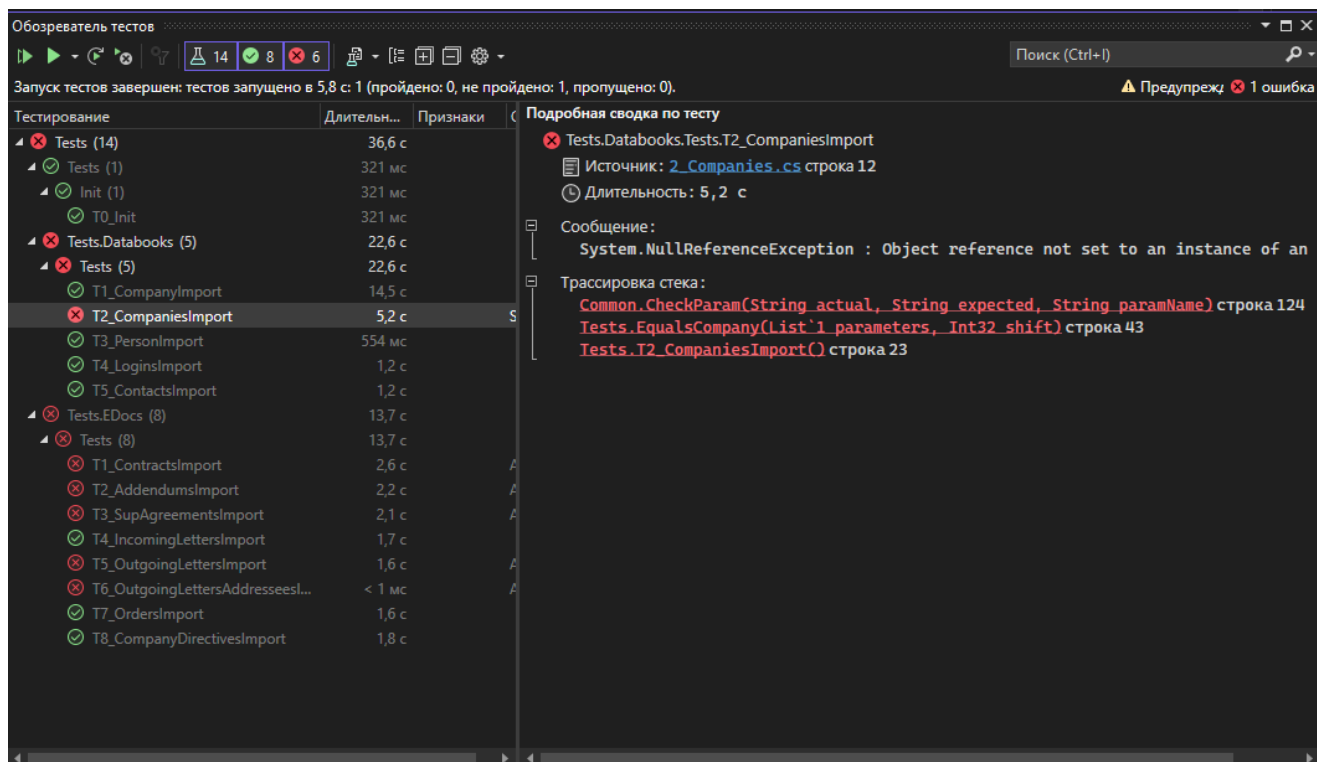 Обозреватель тестов
14 8 6
Поиск (Ctrl+I)
Запуск тестов завершен: тестов запущено в 5,8 с: 1 (пройдено: 0, не пройдено: 1, пропущено: 0).
Предупреж 1 ошибка
Тестирование Длительн... Признаки
Tests (14) 36,6 с
Tests (1) 321 мс
Init (1) 321 мс
T0_Init 321 мс
Tests.Databooks (5) 22,6 с
Tests (5) 22,6 с
T1_CompanyImport 14,5 с
T2_CompaniesImport 5,2 с S
T3_PersonImport 554 мс
T4_LoginsImport 1,2 с
T5_ContactsImport 1,2 с
Tests.EDocs (8) 13,7 с
Tests (8) 13,7 с
T1_ContractsImport 2,6 с A
T2_AddendumsImport 2,2 с A
T3_SupAgreementsImport 2,1 с A
T4_IncomingLettersImport 1,7 с
T5_OutgoingLettersImport 1,6 с A
T6_OutgoingLettersAddresseesI... < 1 мс A
T7_OrdersImport 1,6 с
T8_CompanyDirectivesImport 1,8 с
Подробная сводка по тесту
Tests.Databooks.Tests.T2_CompaniesImport
Источник: 2_Companies.cs строка 12
Длительность: 5,2 с
Сообщение:
System.NullReferenceException : Object reference not set to an instance of an
Трассировка стека:
Common.CheckParam(String actual, String expected, String paramName) строка 124
Tests.EqualsCompany(List`1 parameters, Int32 shift) строка 43
Tests.T2_CompaniesImport() строка 23